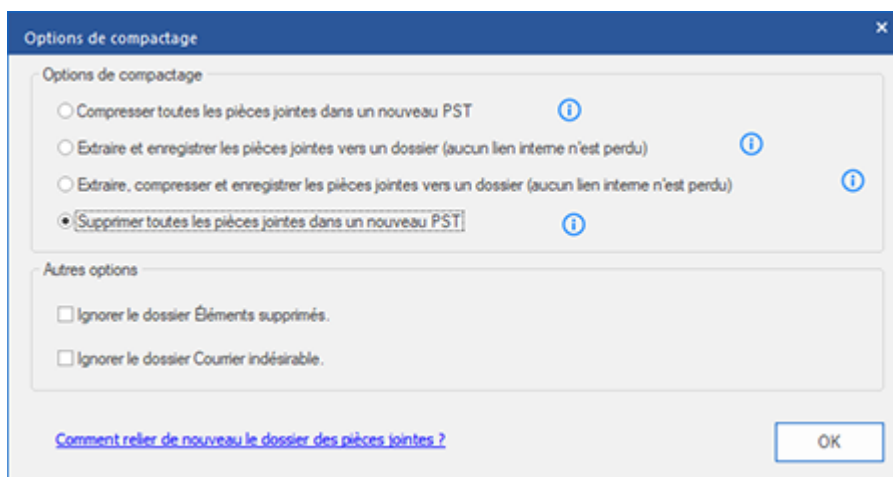 Options de compactage
Options de compactage
Compresser toutes les pièces jointes dans un nouveau PST
Extraire et enregistrer les pièces jointes vers un dossier (aucun lien interne n'est perdu)
Extraire, compresser et enregistrer les pièces jointes vers un dossier (aucun lien interne n'est perdu)
Supprimer toutes les pièces jointes dans un nouveau PST
Autres options
Ignorer le dossier Éléments supprimés.
Ignorer le dossier Courrier indésirable.
Comment relier de nouveau le dossier des pièces jointes ?
OK